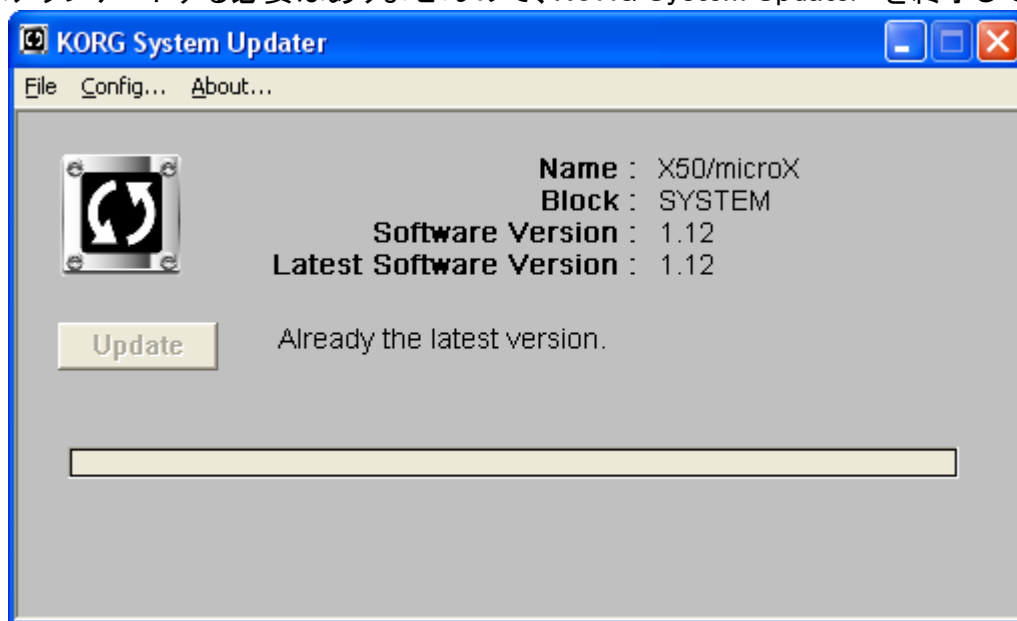 KORG System Updater
File Config... About...
Name : X50/microX
Block : SYSTEM
Software Version : 1.12
Latest Software Version : 1.12
Update Already the latest version.